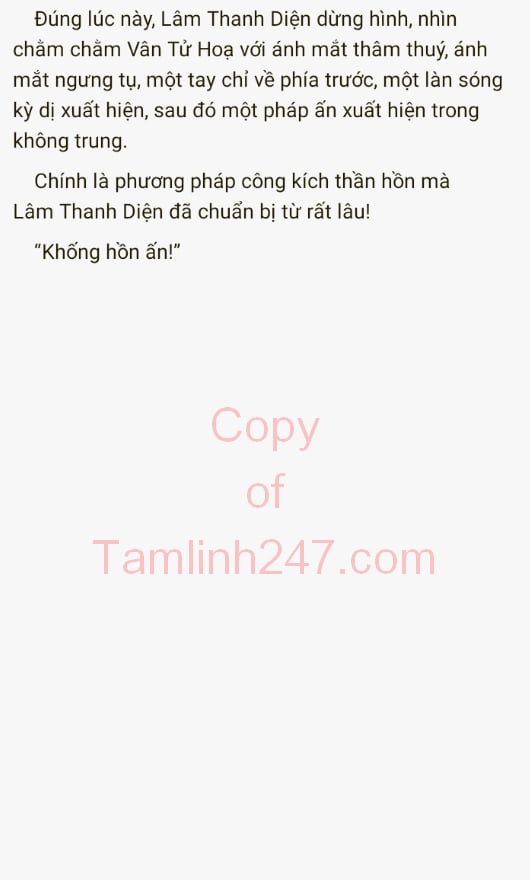 Đúng lúc này, Lâm Thanh Diện dừng hình, nhìn
chằm chằm Vân Tử Hoạ với ánh mắt thâm thuý, ánh
mắt ngưng tụ, một tay chỉ về phía trước, một làn sóng
kỳ dị xuất hiện, sau đó một pháp ấn xuất hiện trong
không trung.
Chính là phương pháp công kích thần hồn mà
Lâm Thanh Diện đã chuẩn bị từ rất lâu!
“Khống hồn ấn!”
Copy
of
Tamlinh247.com